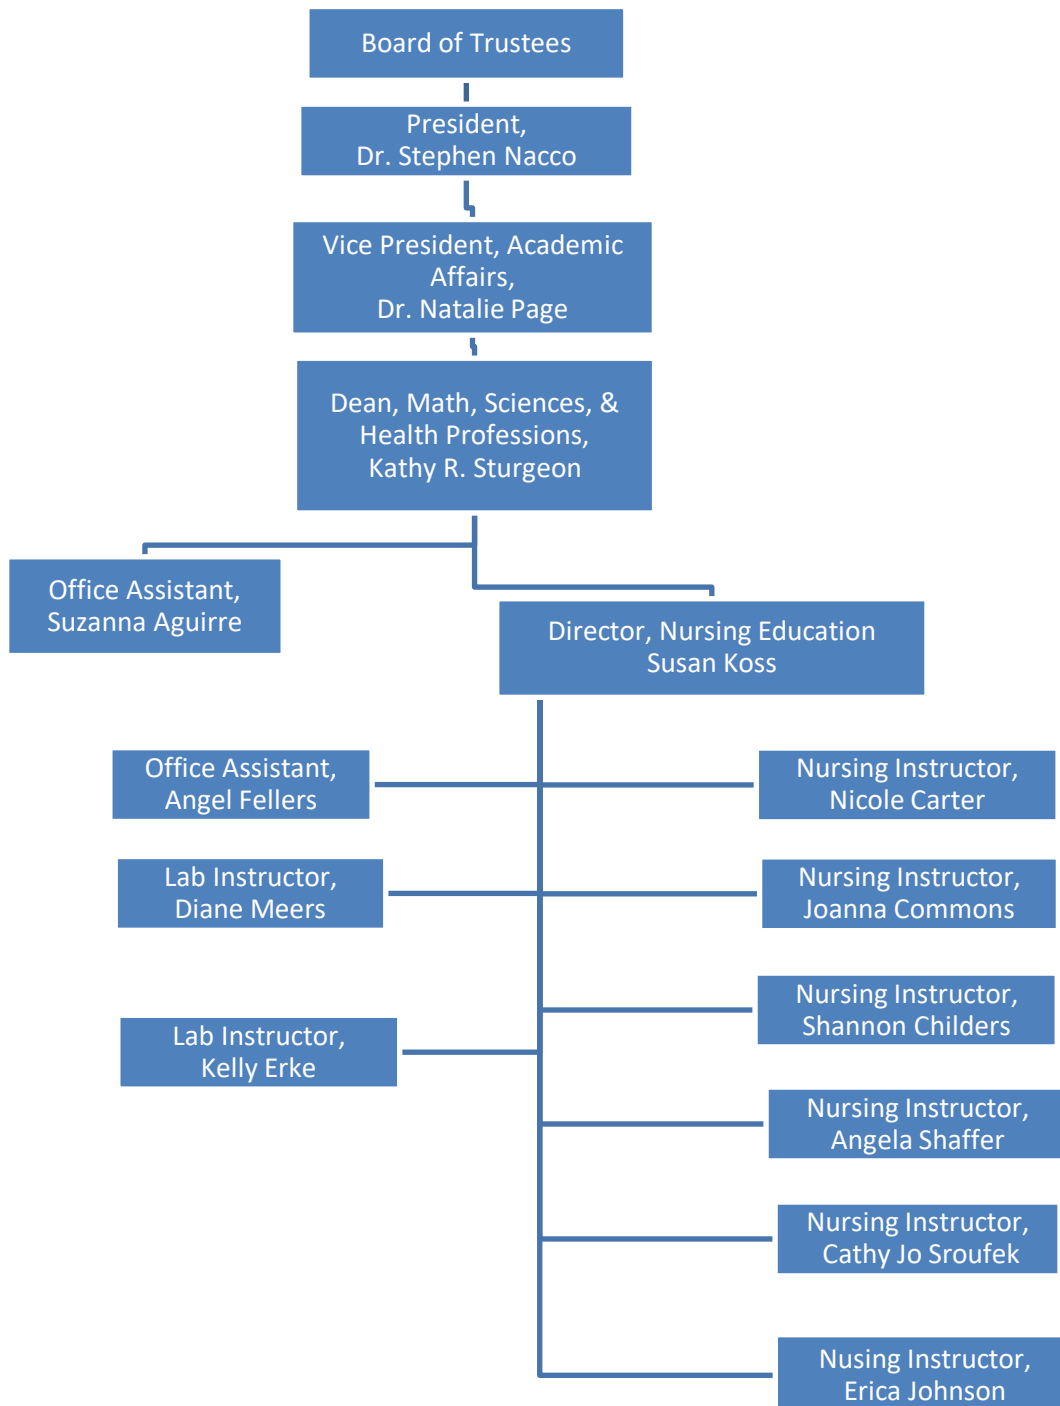 Board of Trustees
President,
Dr. Stephen Nacco
Vice President, Academic
Affairs,
Dr. Natalie Page
Dean, Math, Sciences, &
Health Professions,
Kathy R. Sturgeon
Office Assistant,
Suzanna Aguirre
Director, Nursing Education
Susan Koss
Office Assistant,
Angel Fellers
Nursing Instructor,
Nicole Carter
Lab Instructor,
Diane Meers
Nursing Instructor,
Joanna Commons
Nursing Instructor,
Shannon Childers
Lab Instructor,
Kelly Erke
Nursing Instructor,
Angela Shaffer
Nursing Instructor,
Cathy Jo Sroufek
Nusing Instructor,
Erica Johnson